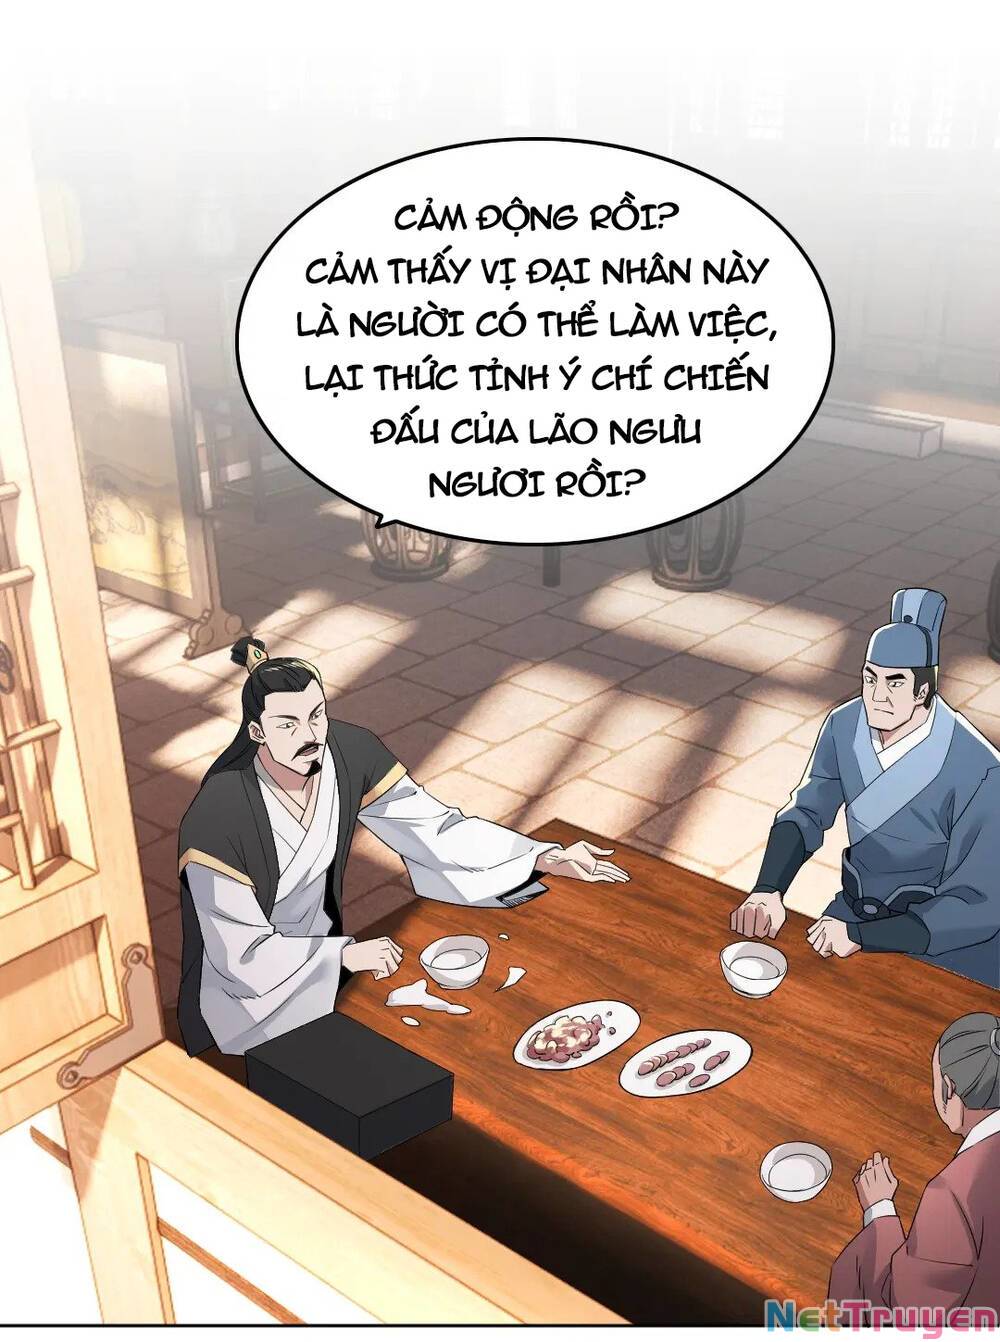 CẢM ĐỘNG RỒI?
CẢM THẤY VỊ ĐẠI NHÂN NÀY
LÀ NGƯỜI CÓ THỂ LÀM VIỆC,
LẠI THỨC TỈNH Ý CHÍ CHIẾN
ĐẤU CỦA LÃO NGƯU
NGƯƠI RỒI?
NetTruyen